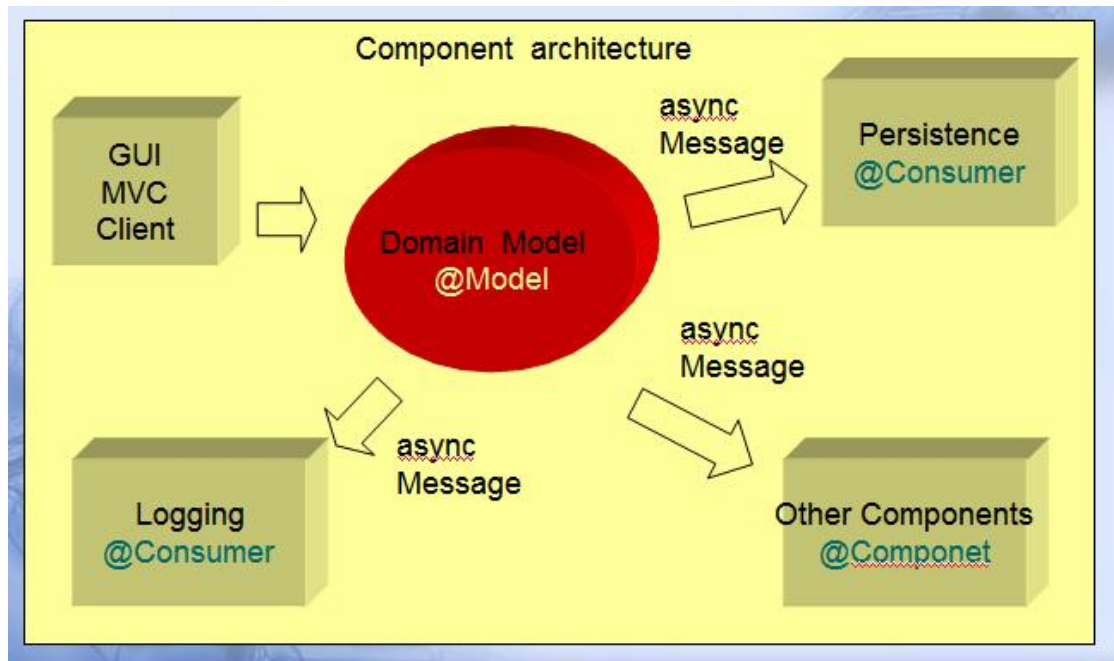 Component architecture
GUI
MVC
Client
Domain Model
@Model
async
Message
Persistence
@Consumer
async
Message
async
Message
Logging
@Consumer
Other Components
@Componet